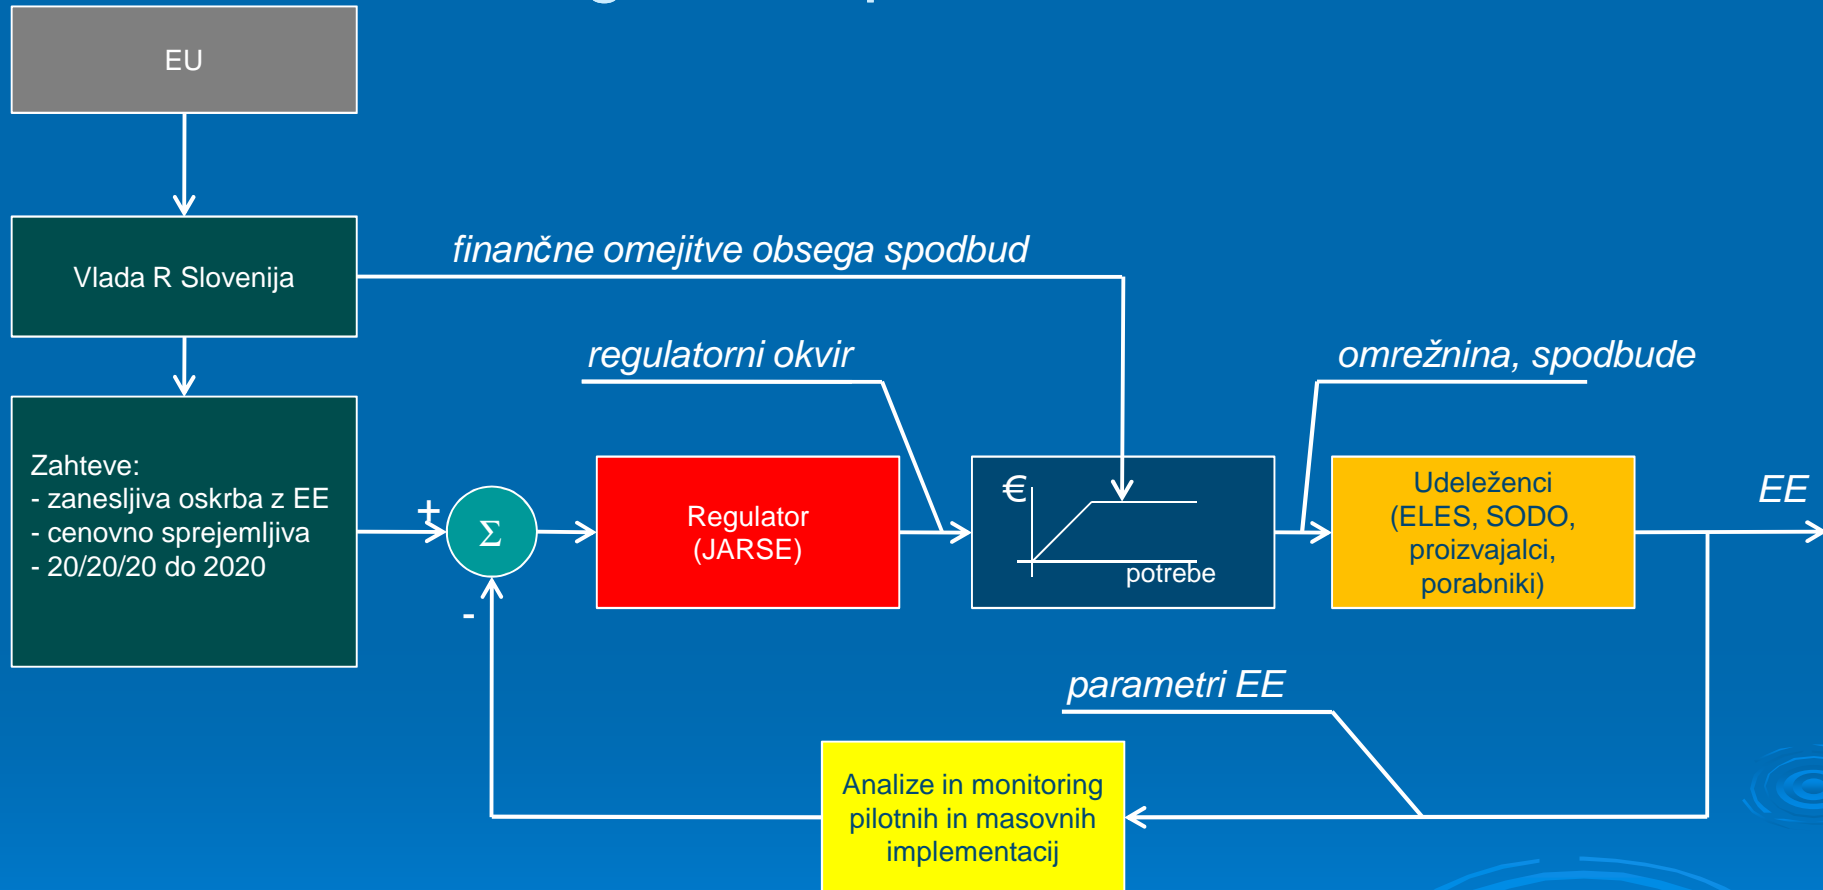 EU
Vlada R Slovenija
finančne omejitve obsega spodbud
regulatorni okvir
omrežnina, spodbude
Zahteve:
- zanesljiva oskrba z EE
- cenovno sprejemljiva
- 20/20/20 do 2020
+
Σ
-
Regulator
(JARSE)
€
potrebe
Udeleženci
(ELES, SODO,
proizvajalci,
porabniki)
EE
parametri EE
Analize in monitoring
pilotnih in masovnih
implementacij